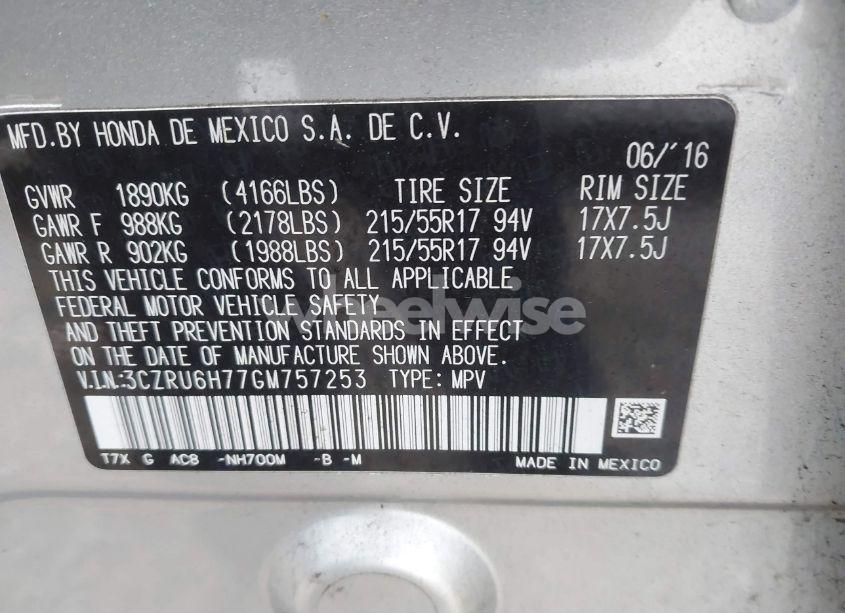 MFD.BY HONDA DE MEXICO S.A. DE C.V.
06/'16
GVWR 1890KG (4166LBS) TIRE SIZE RIM SIZE
GAWR F 988KG (2178LBS) 215/55R17 94V 17X7.5J
GAWR R 902KG (1988LBS) 215/55R17 94V 17X7.5J
THIS VEHICLE CONFORMS TO ALL APPLICABLE
FEDERAL MOTOR VEHICLE SAFETY
wheelwise
AND THEFT PREVENTION STANDARDS IN EFFECT
ON THE DATE OF MANUFACTURE SHOWN ABOVE.
V.I.N.:3CZRU6H77GM757253 TYPE: MPV
T7X G AC8 -NH700M -B -M
MADE IN MEXICO